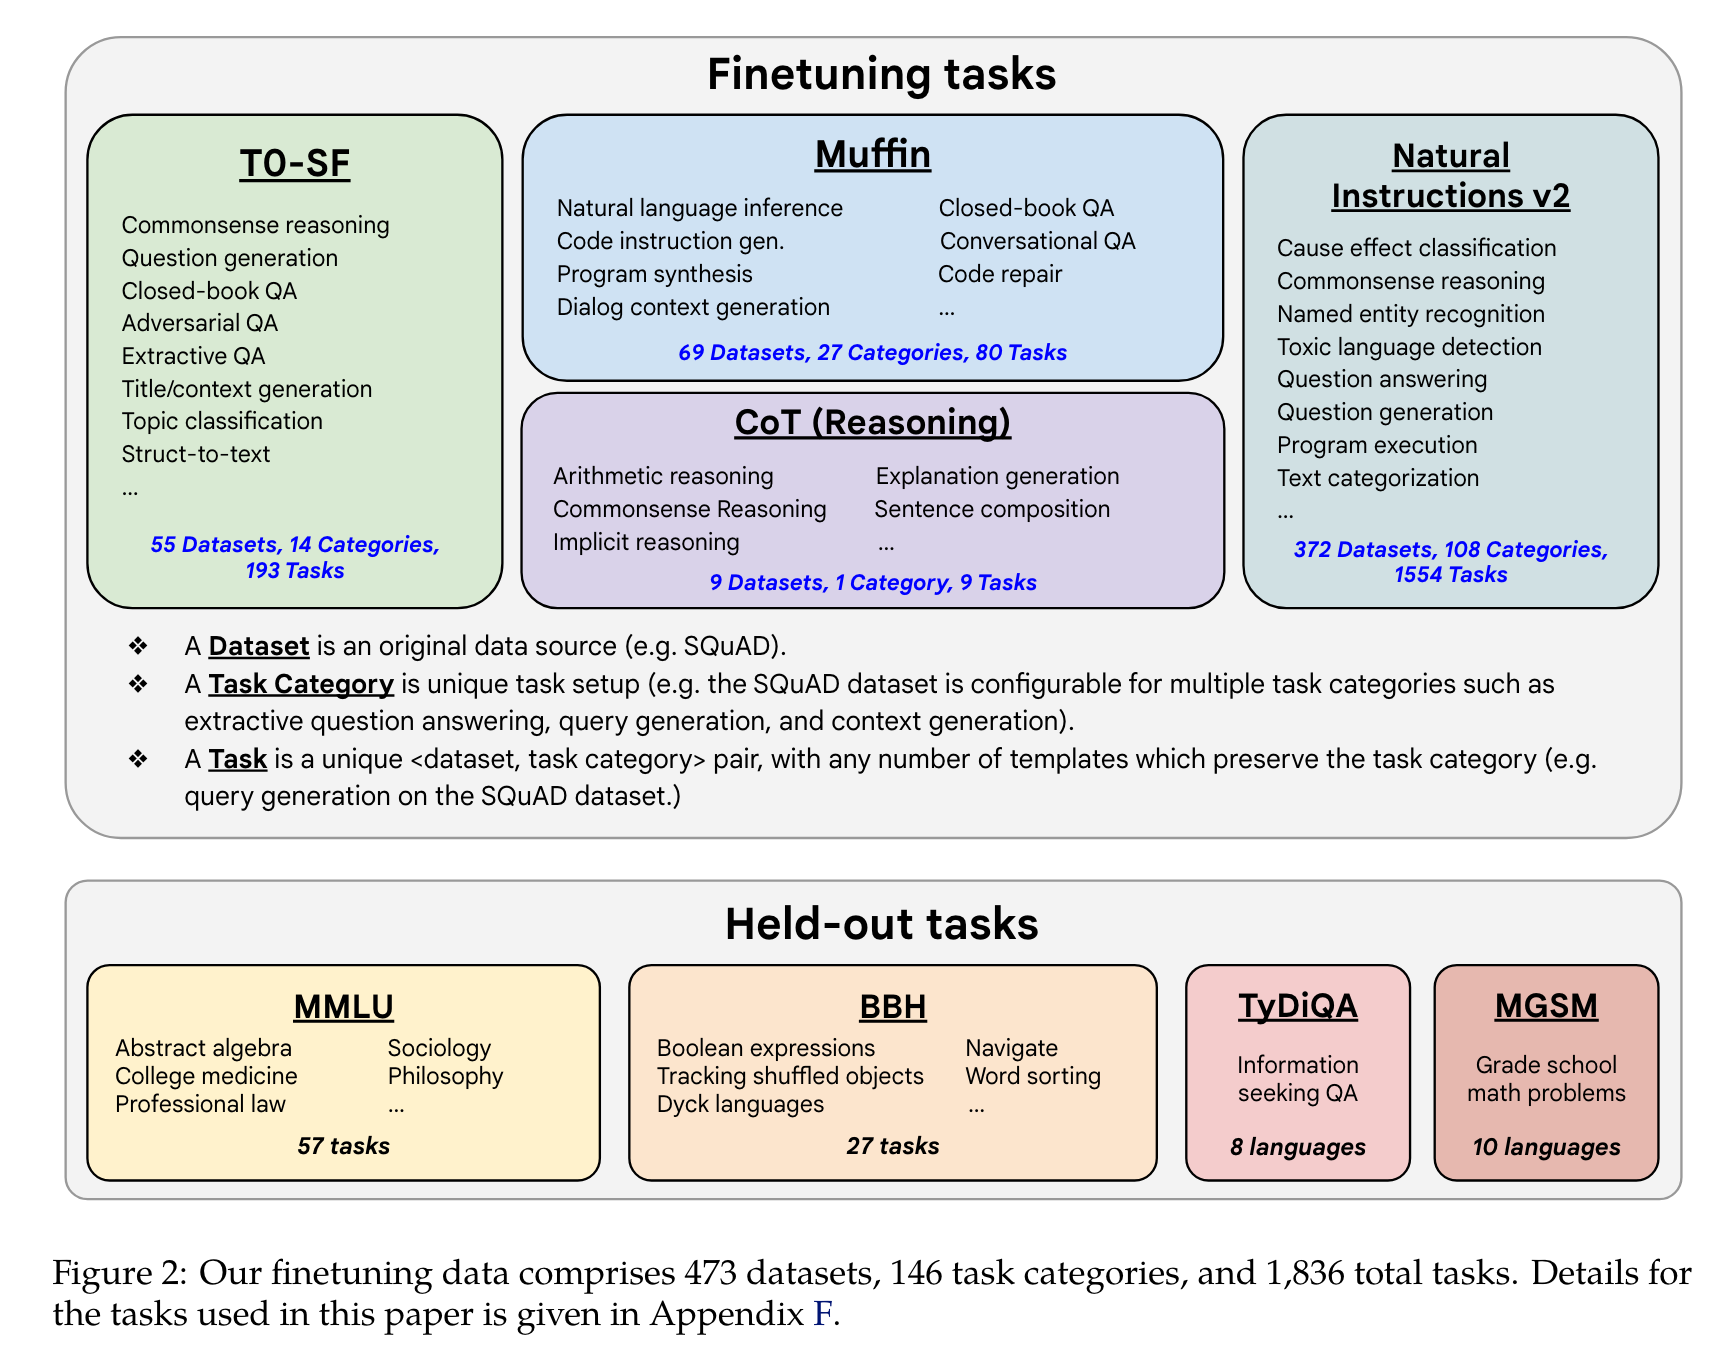 Finetuning tasks
T0-SF
Commonsense reasoning
Question generation
Closed-book QA
Adversarial QA
Extractive QA
Title/context generation
Topic classification
Struct-to-text
...
55 Datasets, 14 Categories,
193 Tasks
Muffin
Natural language inference
Code instruction gen.
Program synthesis
Dialog context generation
Closed-book QA
Conversational QA
Code repair
...
69 Datasets, 27 Categories, 80 Tasks
CoT (Reasoning)
Arithmetic reasoning
Commonsense Reasoning
Implicit reasoning
Explanation generation
Sentence composition
...
9 Datasets, 1 Category, 9 Tasks
Natural
Instructions v2
Cause effect classification
Commonsense reasoning
Named entity recognition
Toxic language detection
Question answering
Question generation
Program execution
Text categorization
...
372 Datasets, 108 Categories,
1554 Tasks
❖ A Dataset is an original data source (e.g. SQuAD).
❖ A Task Category is unique task setup (e.g. the SQuAD dataset is configurable for multiple task categories such as
extractive question answering, query generation, and context generation).
❖ A Task is a unique <dataset, task category> pair, with any number of templates which preserve the task category (e.g.
query generation on the SQuAD dataset.)
Held-out tasks
MMLU
Abstract algebra
College medicine
Professional law
Sociology
Philosophy
...
57 tasks
BBH
Boolean expressions
Tracking shuffled objects
Dyck languages
Navigate
Word sorting
...
27 tasks
TyDiQA
Information
seeking QA
8 languages
MGSM
Grade school
math problems
10 languages
Figure 2: Our finetuning data comprises 473 datasets, 146 task categories, and 1,836 total tasks. Details for
the tasks used in this paper is given in Appendix F.